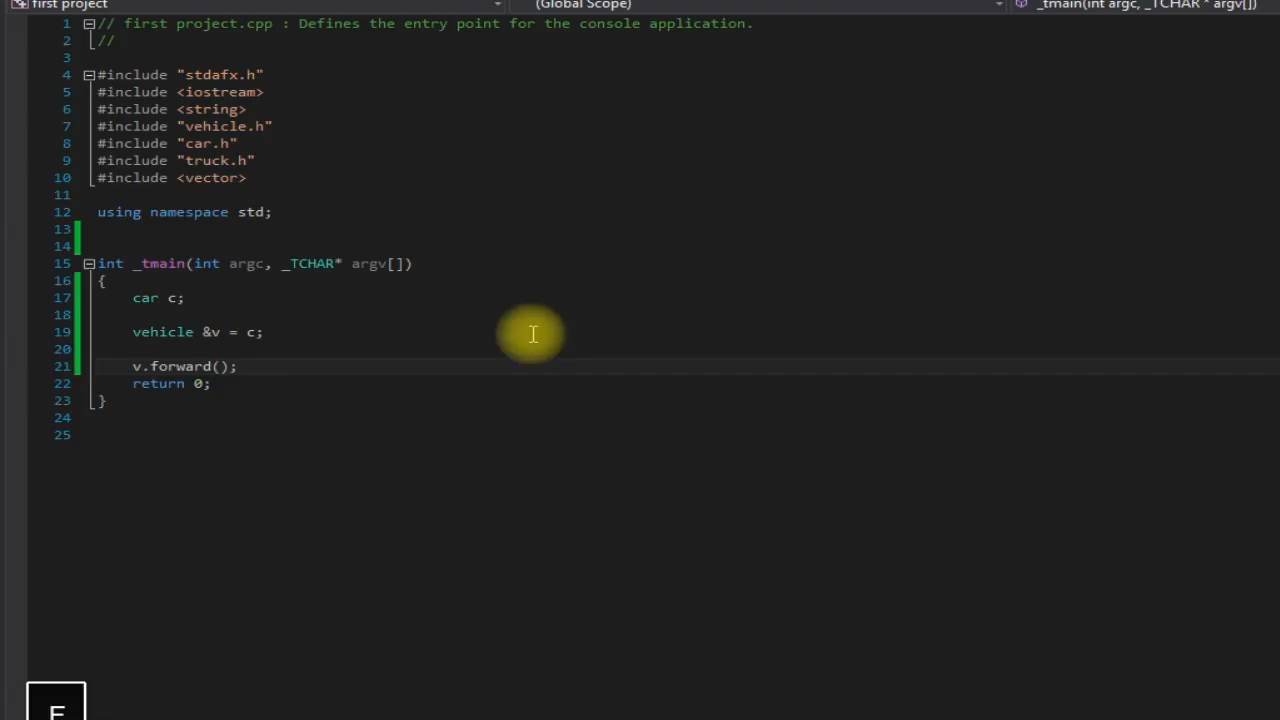 first project (Global Scope) _tmain(int argc, _TCHAR * argv[])
1 // first project.cpp : Defines the entry point for the console application.
2 //
3
4 #include "stdafx.h"
5 #include <iostream>
6 #include <string>
7 #include "vehicle.h"
8 #include "car.h"
9 #include "truck.h"
10 #include <vector>
11
12 using namespace std;
13
14
15 int _tmain(int argc, _TCHAR* argv[])
16 {
17 car c;
18
19 vehicle &v = c;
20
21 v.forward();
22 return 0;
23 }
24
25